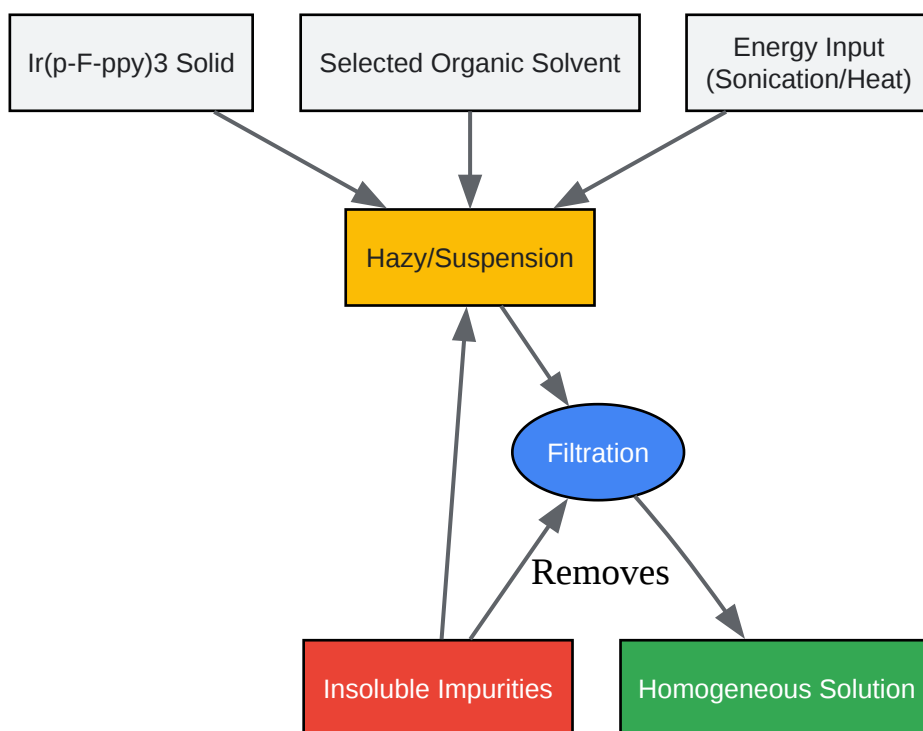 Ir(p-F-ppy)3 Solid
Selected Organic Solvent
Energy Input
(Sonication/Heat)
Hazy/Suspension
Filtration
Removes
Insoluble Impurities
Homogeneous Solution